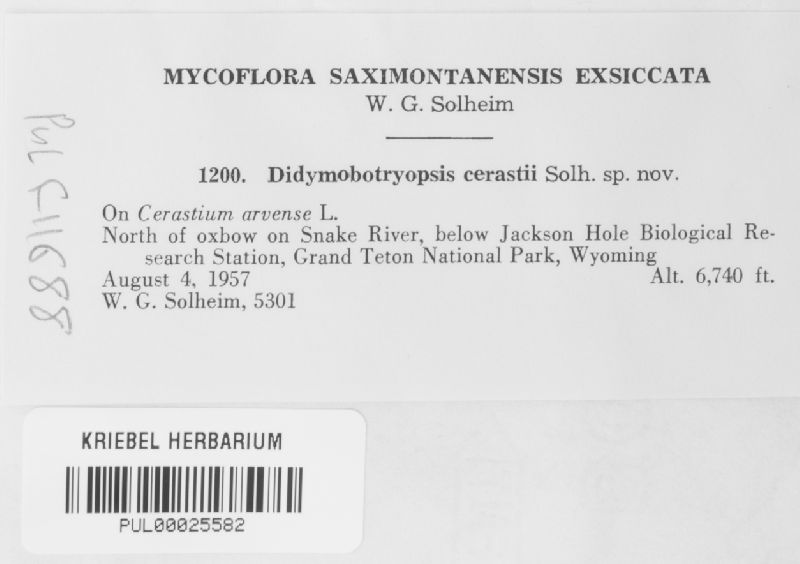 MYCOFLORA SAXIMONTANENSIS EXSICCATA
W. G. Solheim
1200. Didymobotryopsis cerastii Solh. sp. nov.
On Cerastium arvense L.
North of oxbow on Snake River, below Jackson Hole Biological Re-
search Station, Grand Teton National Park, Wyoming
August 4, 1957 Alt. 6,740 ft.
W. G. Solheim, 5301
PUL F11688
KRIEBEL HERBARIUM
PUL00025582